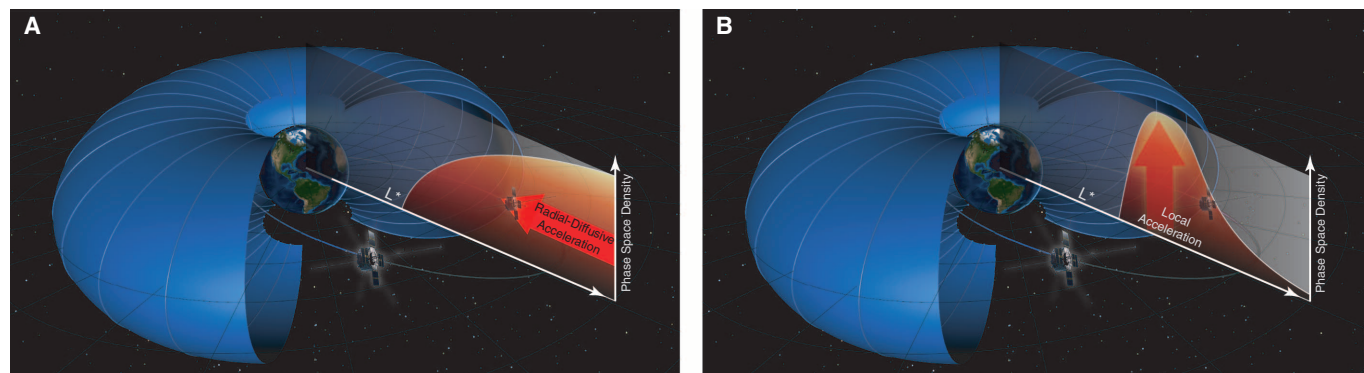 A
L*
Radial-Diffusive
Acceleration
Phase Space Density
B
L*
Local
Acceleration
Phase Space Density